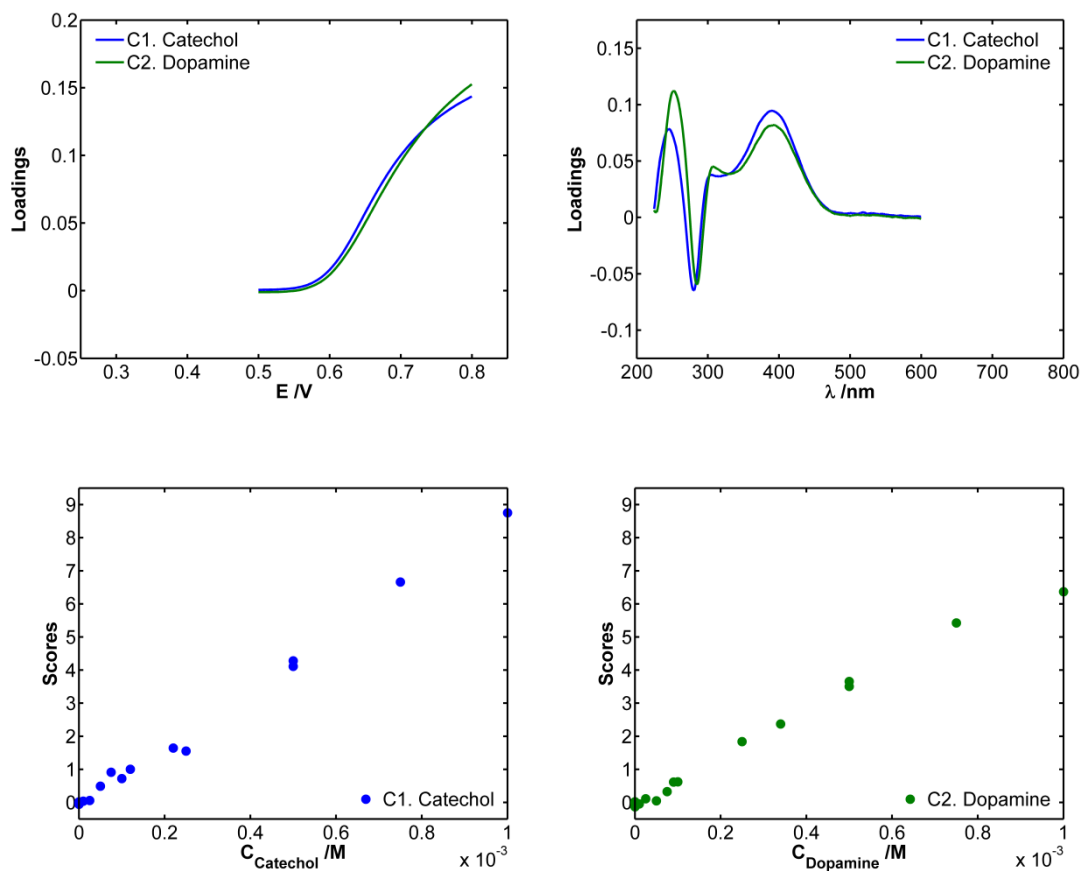 0.2
0.15
0.1
0.05
0
-0.05
Loadings
C1. Catechol
C2. Dopamine
0.3 0.4 0.5 0.6 0.7 0.8
E /V
0.15
0.1
0.05
0
-0.05
-0.1
Loadings
C1. Catechol
C2. Dopamine
200 300 400 500 600 700 800
λ /nm
9
8
7
6
5
4
3
2
1
0
Scores
C1. Catechol
0 0.2 0.4 0.6 0.8 1
C_Catechol /M
x 10^-3
9
8
7
6
5
4
3
2
1
0
Scores
C2. Dopamine
0 0.2 0.4 0.6 0.8 1
C_Dopamine /M
x 10^-3